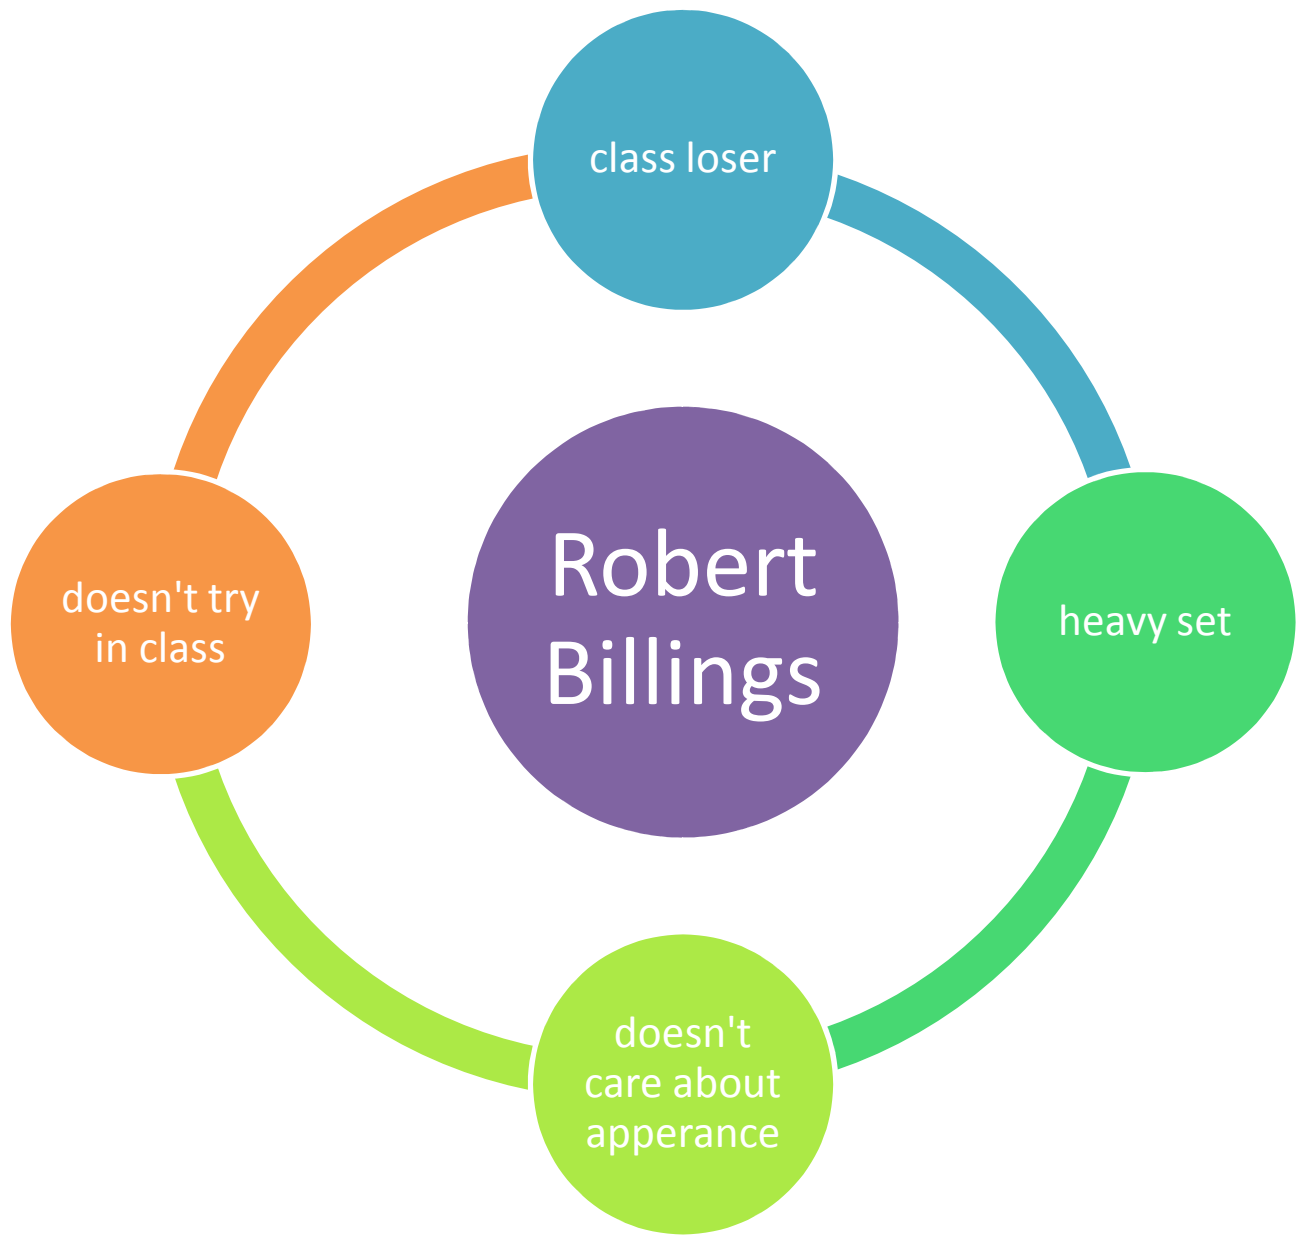 class loser
heavy set
doesn't
care about
apperance
doesn't try
in class
Robert
Billings